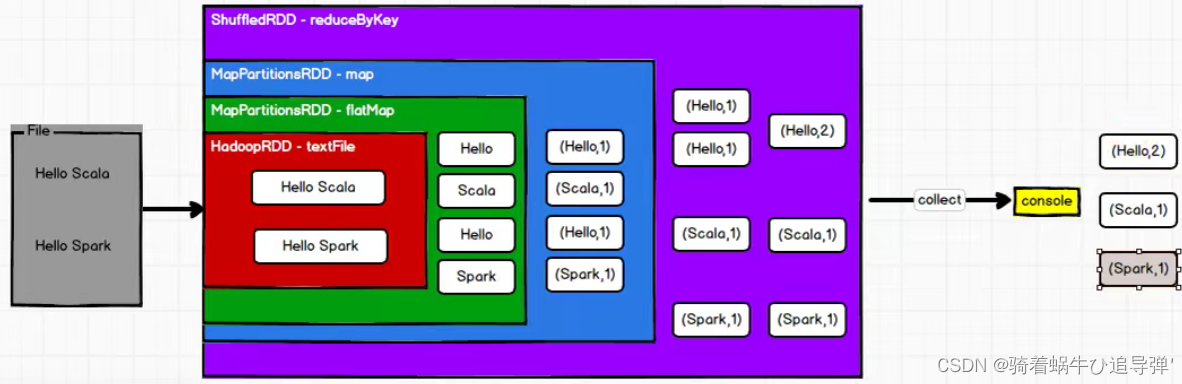 ShuffledRDD - reduceByKey
MapPartitionsRDD - map
MapPartitionsRDD - flatMap
HadoopRDD - textFile
File
Hello Scala
Hello Spark
Hello Scala
Hello Spark
Hello
Scala
Hello
Spark
(Hello,1)
(Scala,1)
(Hello,1)
(Spark,1)
(Hello,1)
(Hello,1)
(Scala,1)
(Spark,1)
(Hello,2)
(Scala,1)
(Spark,1)
collect
console
(Hello,2)
(Scala,1)
(Spark,1)
CSDN @骑着蜗牛ひ追导弹'